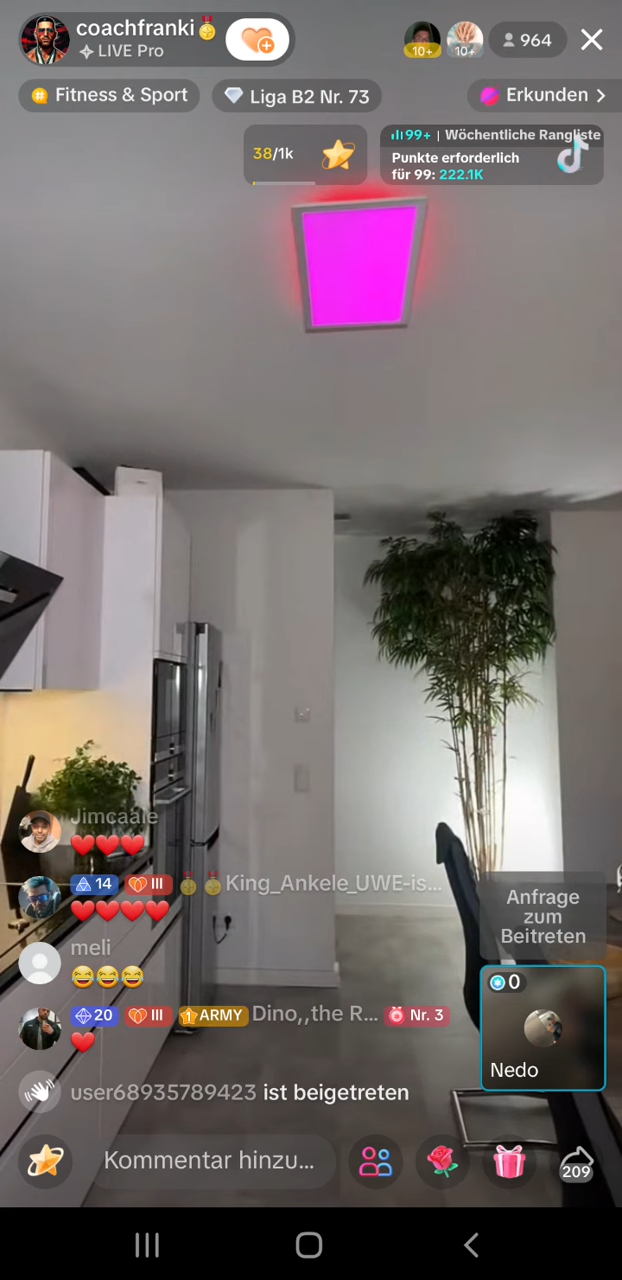 coachfranki🥇
LIVE Pro
10+
10+
964
Fitness & Sport
Liga B2 Nr. 73
Erkunden
38/1k
99+ | Wöchentliche Rangliste
Punkte erforderlich
für 99: 222.1K
Jimcaale
❤️❤️❤️
14 III 🥇🥇King_Ankele_UWE-is...
❤️❤️❤️❤️
meli
😂😂😂
20 III ARMY Dino,,the R... Nr. 3
❤️
user68935789423 ist beigetreten
Anfrage
zum
Beitreten
0
Nedo
Kommentar hinzu...
209